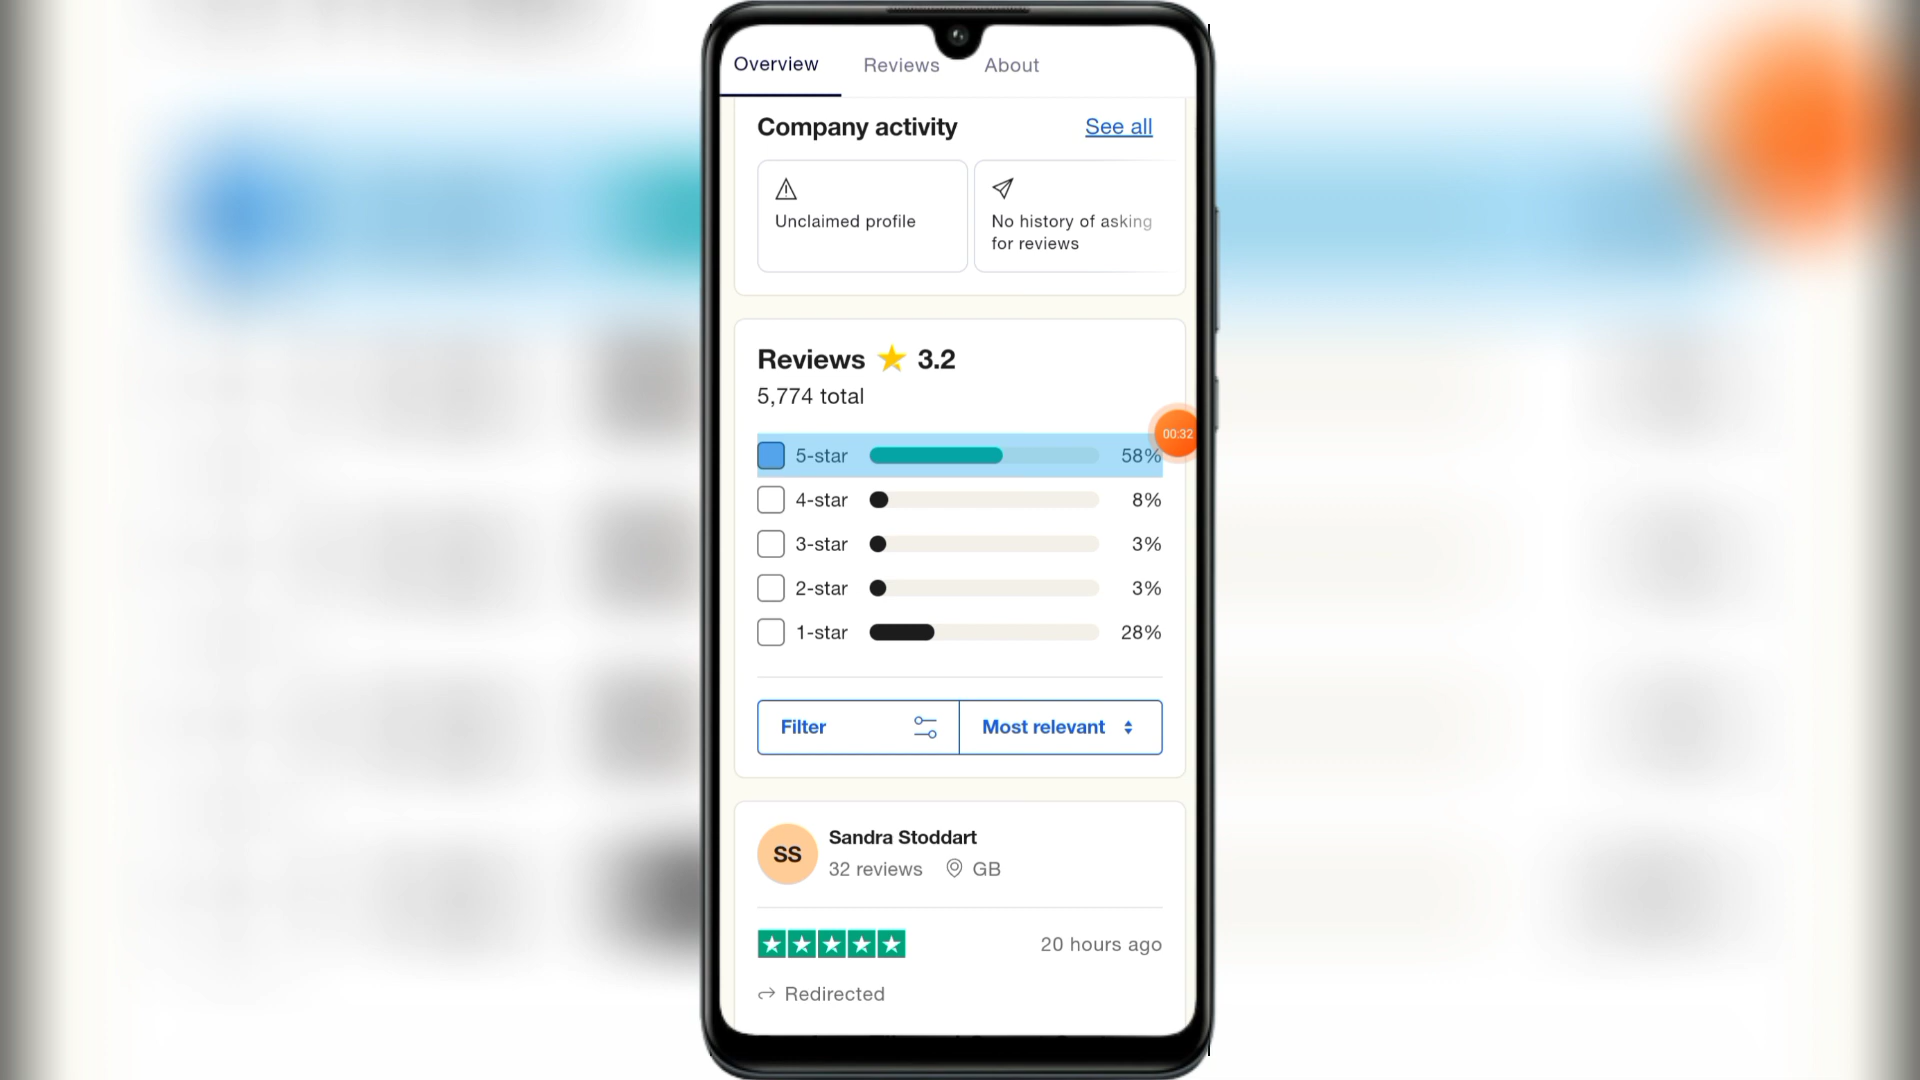 Overview Reviews About
Company activity See all
Unclaimed profile
No history of asking
for reviews
Reviews 3.2
5,774 total
00:32
5-star 58%
4-star 8%
3-star 3%
2-star 3%
1-star 28%
Filter Most relevant
SS Sandra Stoddart
32 reviews GB
20 hours ago
Redirected